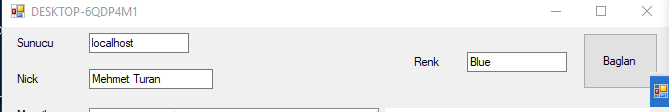 DESKTOP-6QDP4M1
Sunucu localhost
Renk Blue Baglan
Nick Mehmet Turan